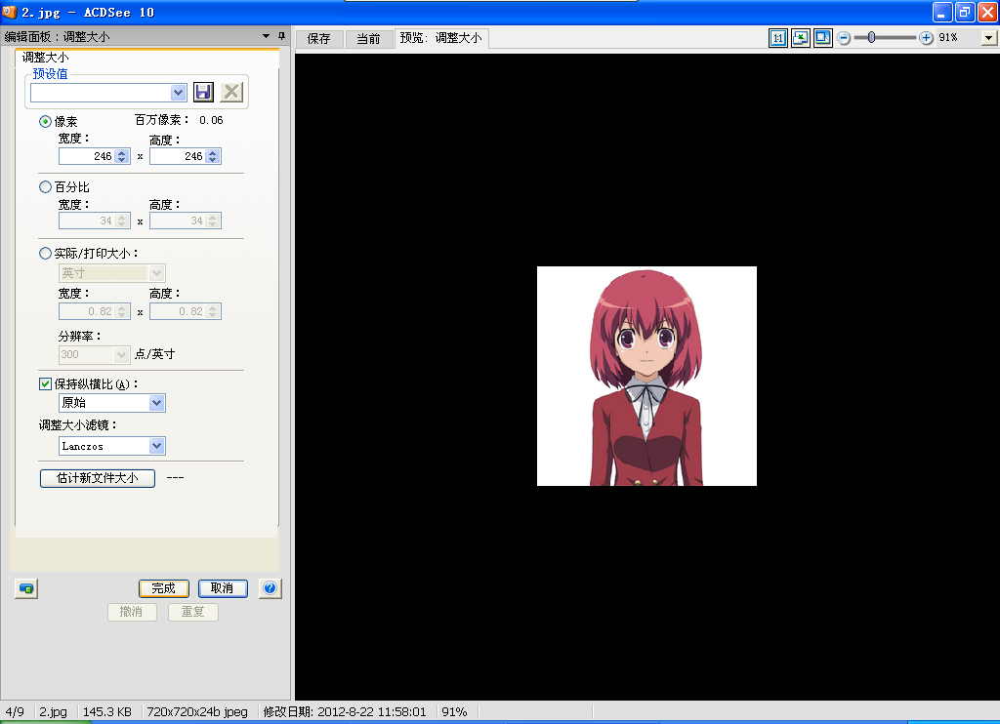 2.jpg - ACDSee 10
编辑面板：调整大小
保存 当前 预览：调整大小
1:1 91%
调整大小
预设值
像素 百万像素： 0.06
宽度： 高度：
246 x 246
百分比
宽度： 高度：
34 x 34
实际/打印大小：
英寸
宽度： 高度：
0.82 x 0.82
分辨率：
300 点/英寸
保持纵横比(A)：
原始
调整大小滤镜：
Lanczos
估计新文件大小 ---
完成 取消 ?
撤消 重复
4/9 2.jpg 145.3 KB 720x720x24b jpeg 修改日期: 2012-8-22 11:58:01 91%